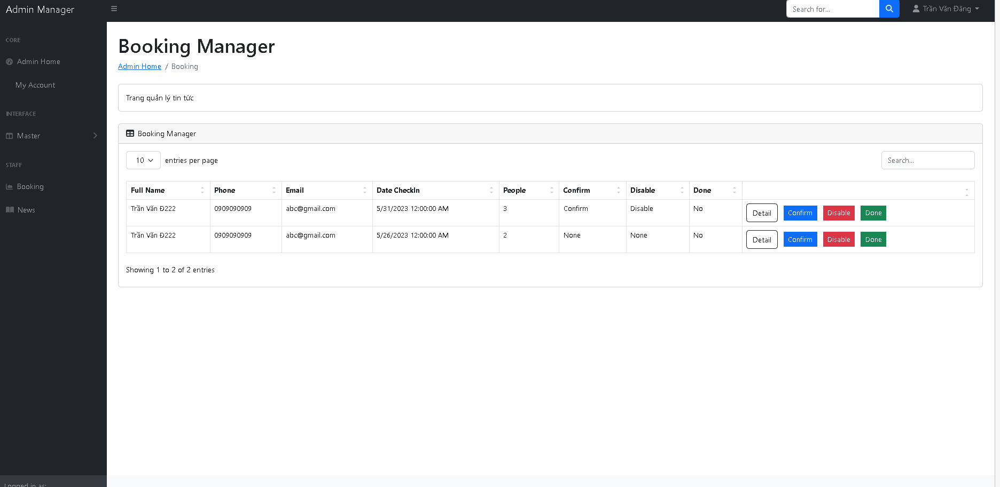 Admin Manager
Search for...
Trần Văn Đăng
CORE
Admin Home
My Account
INTERFACE
Master
STAFF
Booking
News
Logged in as:
Booking Manager
Admin Home / Booking
Trang quản lý tin tức
Booking Manager
10 entries per page
Search...
Full Name Phone Email Date CheckIn People Confirm Disable Done
Trần Văn Đ222 0909090909 abc@gmail.com 5/31/2023 12:00:00 AM 3 Confirm Disable No Detail Confirm Disable Done
Trần Văn Đ222 0909090909 abc@gmail.com 5/26/2023 12:00:00 AM 2 None None No Detail Confirm Disable Done
Showing 1 to 2 of 2 entries